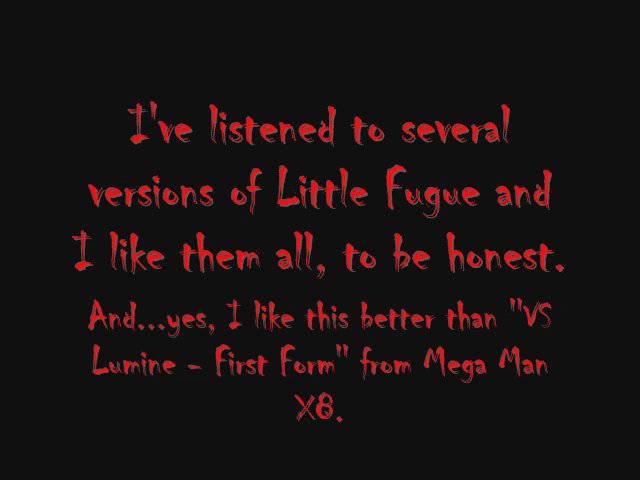 I've listened to several
versions of Little Fugue and
I like them all, to be honest.
And...yes, I like this better than "VS
Lumine - First Form" from Mega Man
X8.